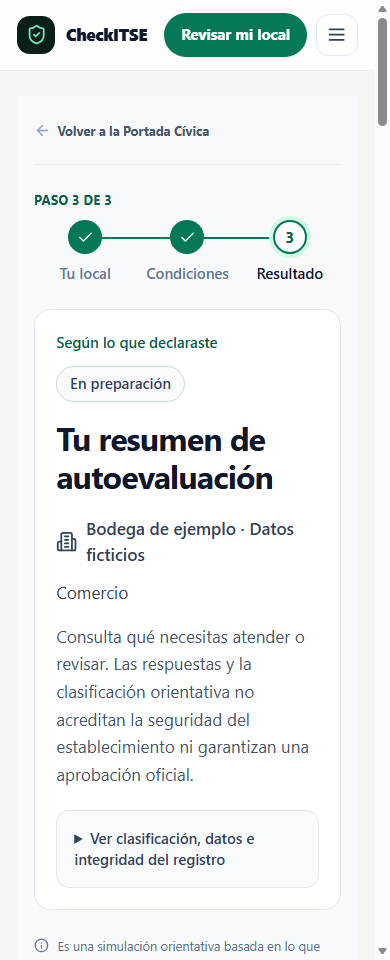 CheckITSE
Revisar mi local
Volver a la Portada Cívica
PASO 3 DE 3
3
Tu local
Condiciones
Resultado
Según lo que declaraste
En preparación
Tu resumen de
autoevaluación
Bodega de ejemplo · Datos
ficticios
Comercio
Consulta qué necesitas atender o
revisar. Las respuestas y la
clasificación orientativa no
acreditan la seguridad del
establecimiento ni garantizan una
aprobación oficial.
Ver clasificación, datos e
integridad del registro
Es una simulación orientativa basada en lo que